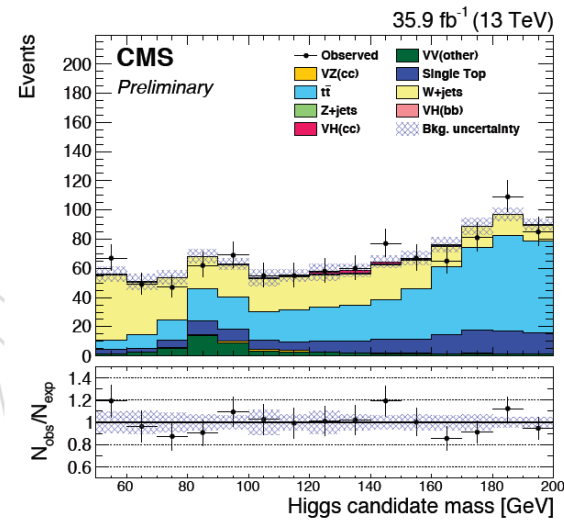 35.9 fb⁻¹ (13 TeV)
Events
CMS
Preliminary
Observed
VZ(cc)
tt̄
Z+jets
VH(cc)
VV(other)
Single Top
W+jets
VH(bb)
Bkg. uncertainty
200
180
160
140
120
100
80
60
40
20
0
N_obs/N_exp
1.4
1.2
1
0.8
0.6
60 80 100 120 140 160 180 200
Higgs candidate mass [GeV]